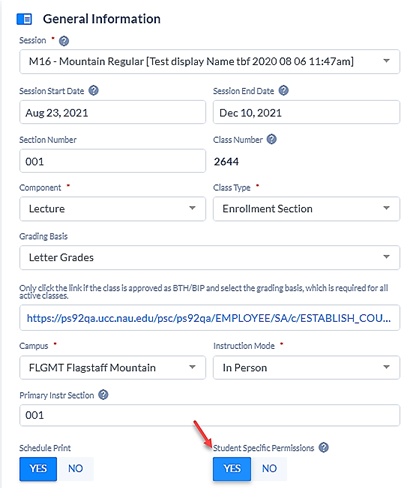 General Information
Session *
M16 - Mountain Regular [Test display Name tbf 2020 08 06 11:47am]
Session Start Date Session End Date
Aug 23, 2021 Dec 10, 2021
Section Number Class Number
001 2644
Component * Class Type *
Lecture Enrollment Section
Grading Basis
Letter Grades
Only click the link if the class is approved as BTH/BIP and select the grading basis, which is required for all
active classes.
https://ps92qa.ucc.nau.edu/psc/ps92qa/EMPLOYEE/SA/c/ESTABLISH_COU...
Campus * Instruction Mode *
FLGMT Flagstaff Mountain In Person
Primary Instr Section
001
Schedule Print Student Specific Permissions
YES NO YES NO